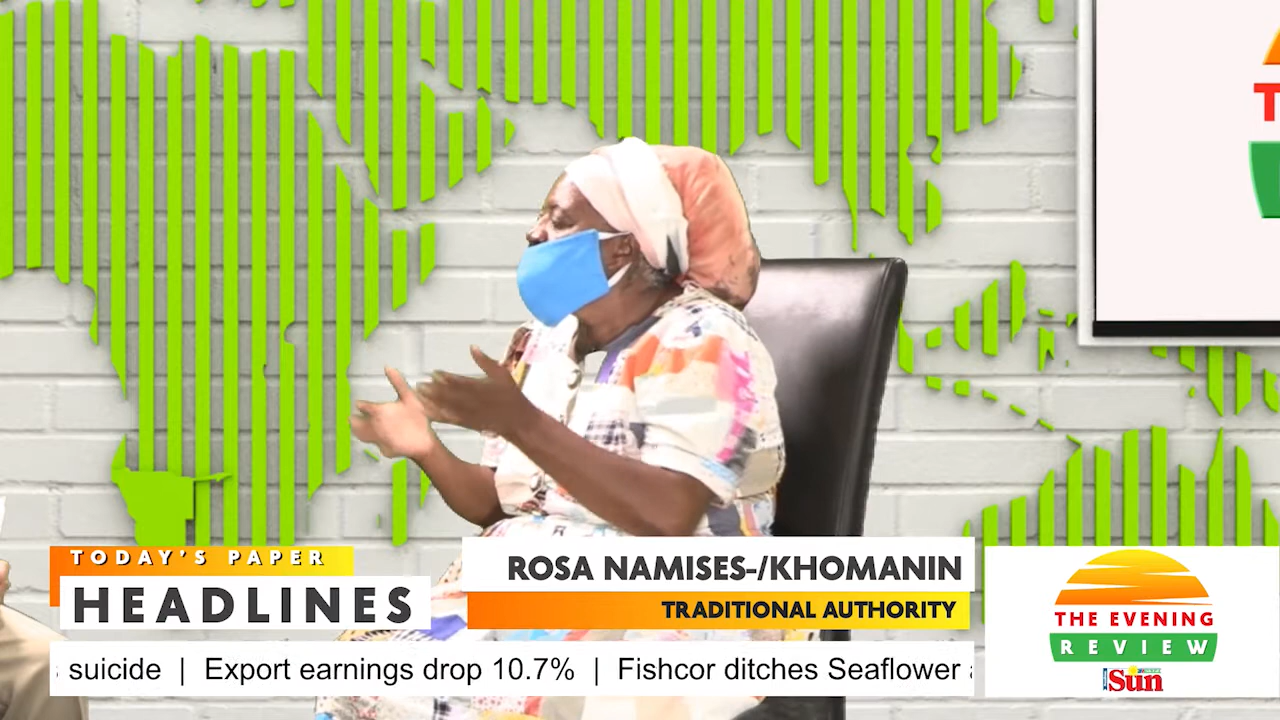 T
TODAY'S PAPER
HEADLINES
ROSA NAMISES-/KHOMANIN
TRADITIONAL AUTHORITY
suicide | Export earnings drop 10.7% | Fishcor ditches Seaflower
THE EVENING
REVIEW
Sun